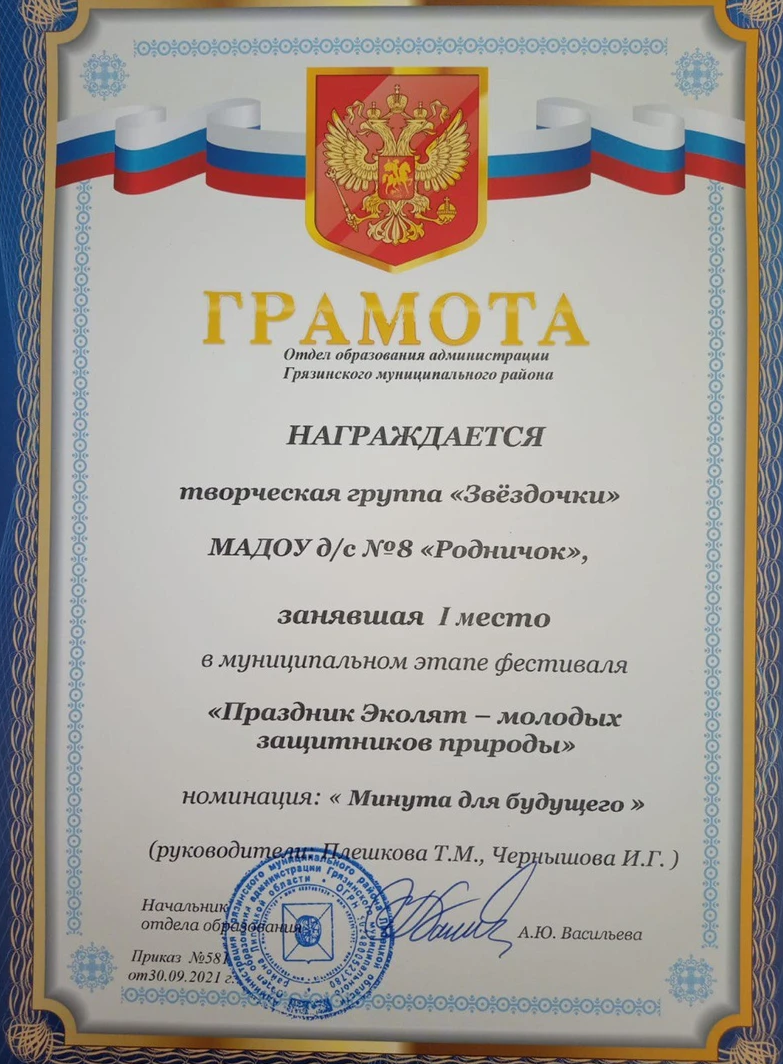 ГРАМОТА
Отдел образования администрации
Грязинского муниципального района
НАГРАЖДАЕТСЯ
творческая группа «Звёздочки»
МАДОУ д/с №8 «Родничок»,
занявшая I место
в муниципальном этапе фестиваля
«Праздник Эколят – молодых
защитников природы»
номинация: « Минута для будущего »
(руководители: Плешкова Т.М., Чернышова И.Г. )
Начальник
отдела образования
А.Ю. Васильева
Приказ №581
от30.09.2021 г.